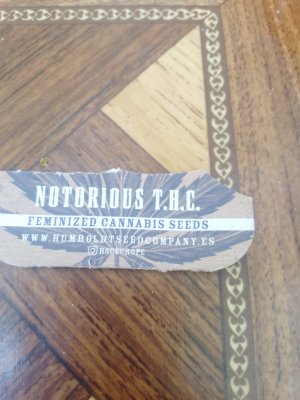 NOTORIOUS T.H.C.
FEMINIZED CANNABIS SEEDS
WWW.HUMBOLDTSEEDCOMPANY.ES
HSCEUROPE